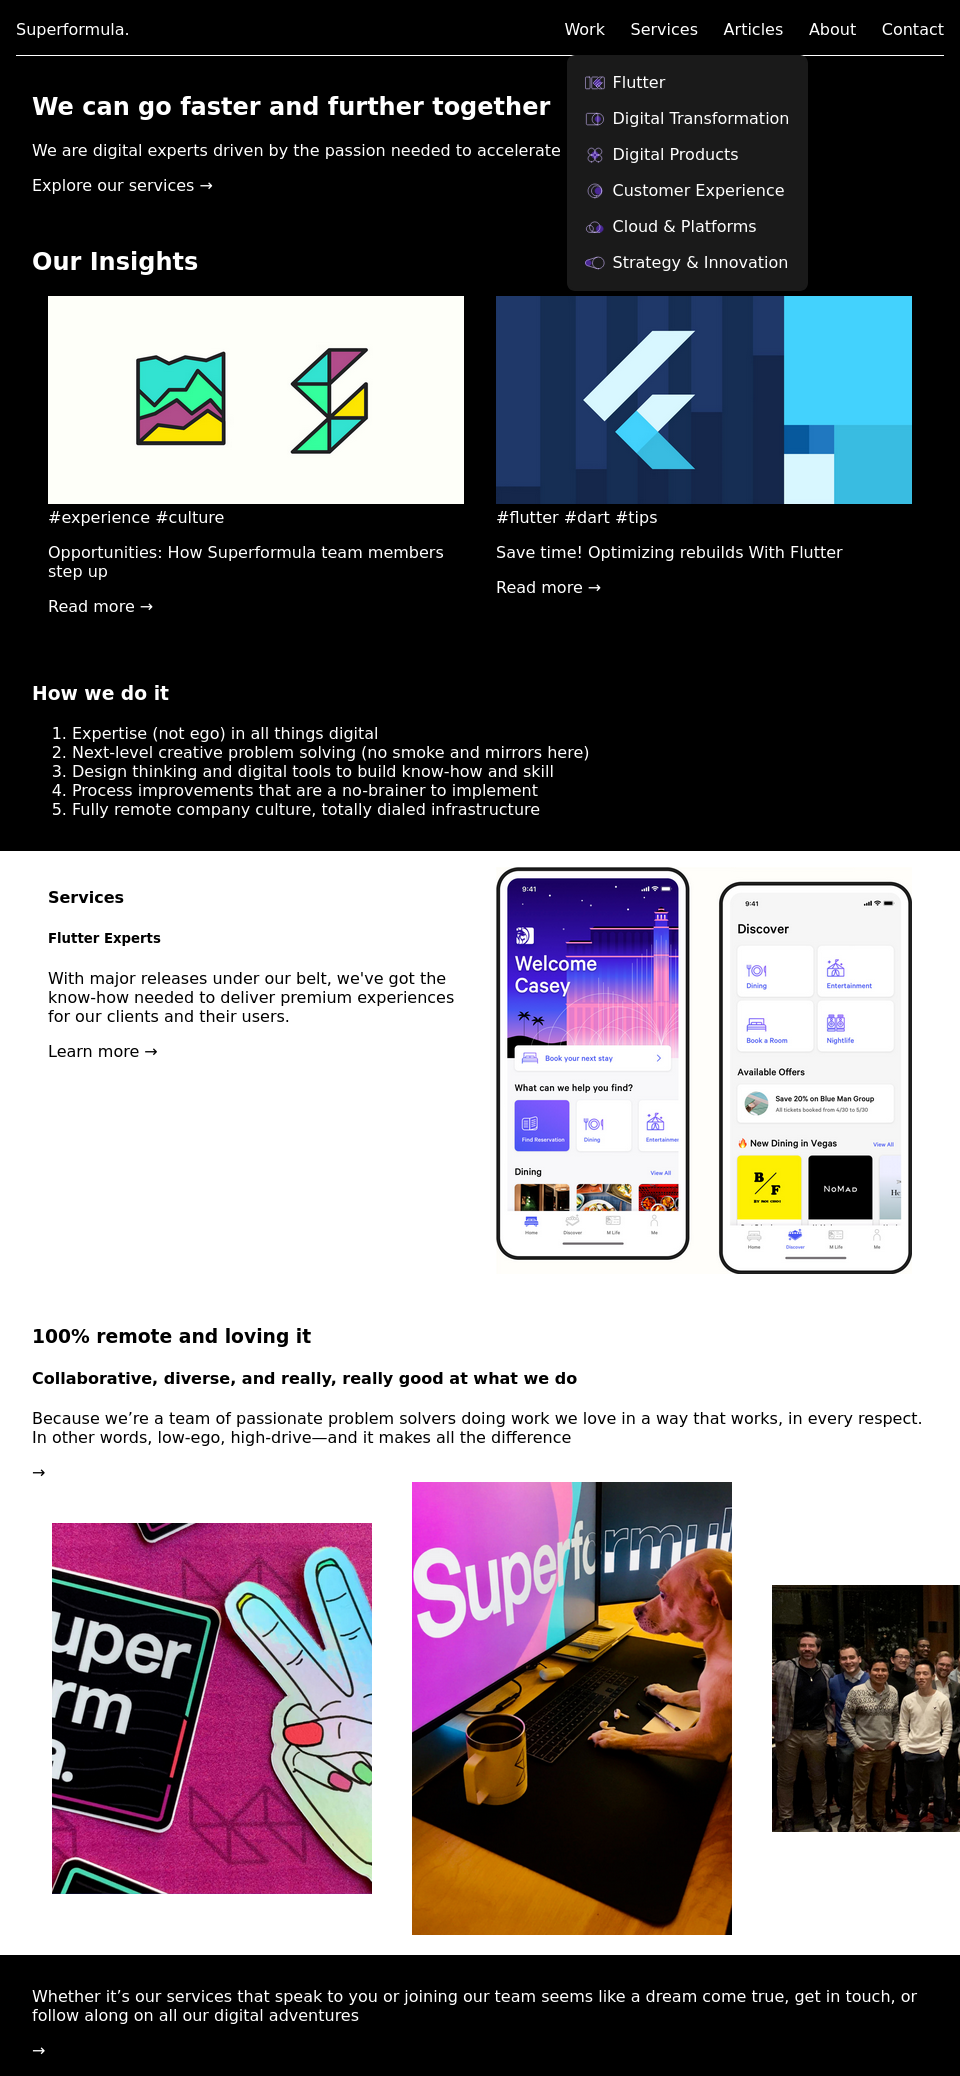 Superformula.
Work Services Articles About Contact
Flutter
Digital Transformation
Digital Products
Customer Experience
Cloud & Platforms
Strategy & Innovation
We can go faster and further together
We are digital experts driven by the passion needed to accelerate
Explore our services →
Our Insights
#experience #culture
Opportunities: How Superformula team members
step up
Read more →
#flutter #dart #tips
Save time! Optimizing rebuilds With Flutter
Read more →
How we do it
1. Expertise (not ego) in all things digital
2. Next-level creative problem solving (no smoke and mirrors here)
3. Design thinking and digital tools to build know-how and skill
4. Process improvements that are a no-brainer to implement
5. Fully remote company culture, totally dialed infrastructure
Services
Flutter Experts
With major releases under our belt, we've got the
know-how needed to deliver premium experiences
for our clients and their users.
Learn more →
9:41
Welcome
Casey
Book your next stay
What can we help you find?
Find Reservation Dining Entertainme
Dining View All
Home Discover M Life Me
9:41
Discover
Dining Entertainment
Book a Room Nightlife
Available Offers
Save 20% on Blue Man Group
All tickets booked from 4/30 to 5/30
New Dining in Vegas View All
B/F
NoMad
Home Discover M Life Me
100% remote and loving it
Collaborative, diverse, and really, really good at what we do
Because we’re a team of passionate problem solvers doing work we love in a way that works, in every respect.
In other words, low-ego, high-drive—and it makes all the difference
→
uper
rm
a.
Superformul
Whether it’s our services that speak to you or joining our team seems like a dream come true, get in touch, or
follow along on all our digital adventures
→